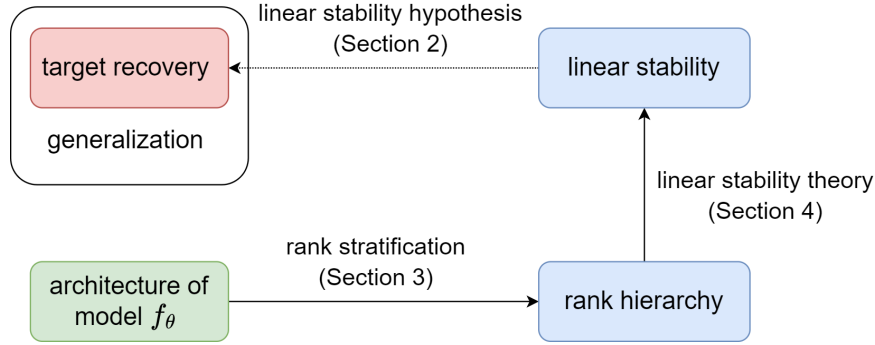 linear stability hypothesis
(Section 2)
target recovery
linear stability
generalization
linear stability theory
(Section 4)
rank stratification
(Section 3)
architecture of
model fθ
rank hierarchy